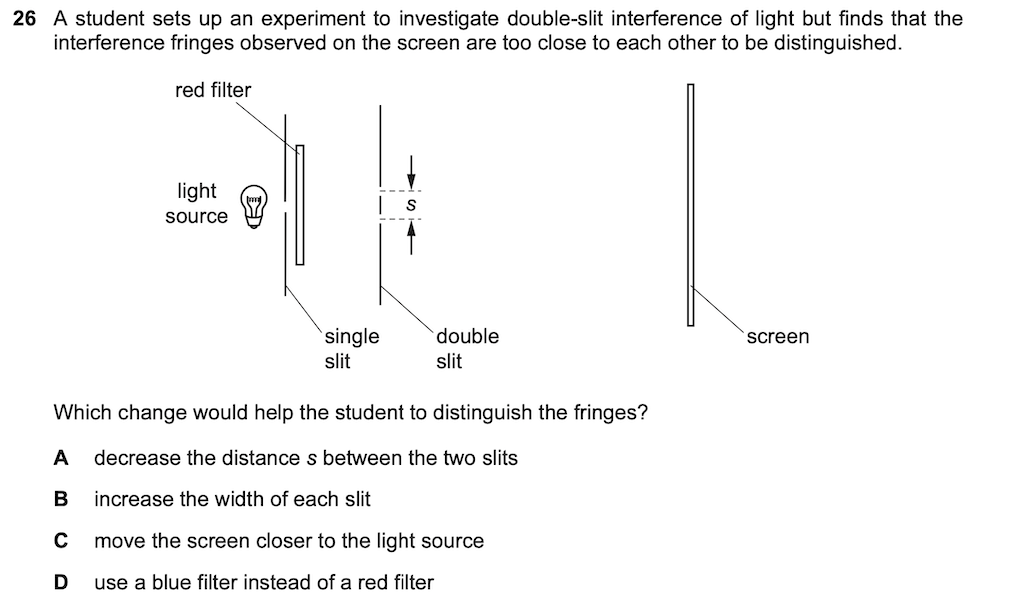 26 A student sets up an experiment to investigate double-slit interference of light but finds that the
interference fringes observed on the screen are too close to each other to be distinguished.
red filter
light
source
s
single
slit
double
slit
screen
Which change would help the student to distinguish the fringes?
A decrease the distance s between the two slits
B increase the width of each slit
C move the screen closer to the light source
D use a blue filter instead of a red filter